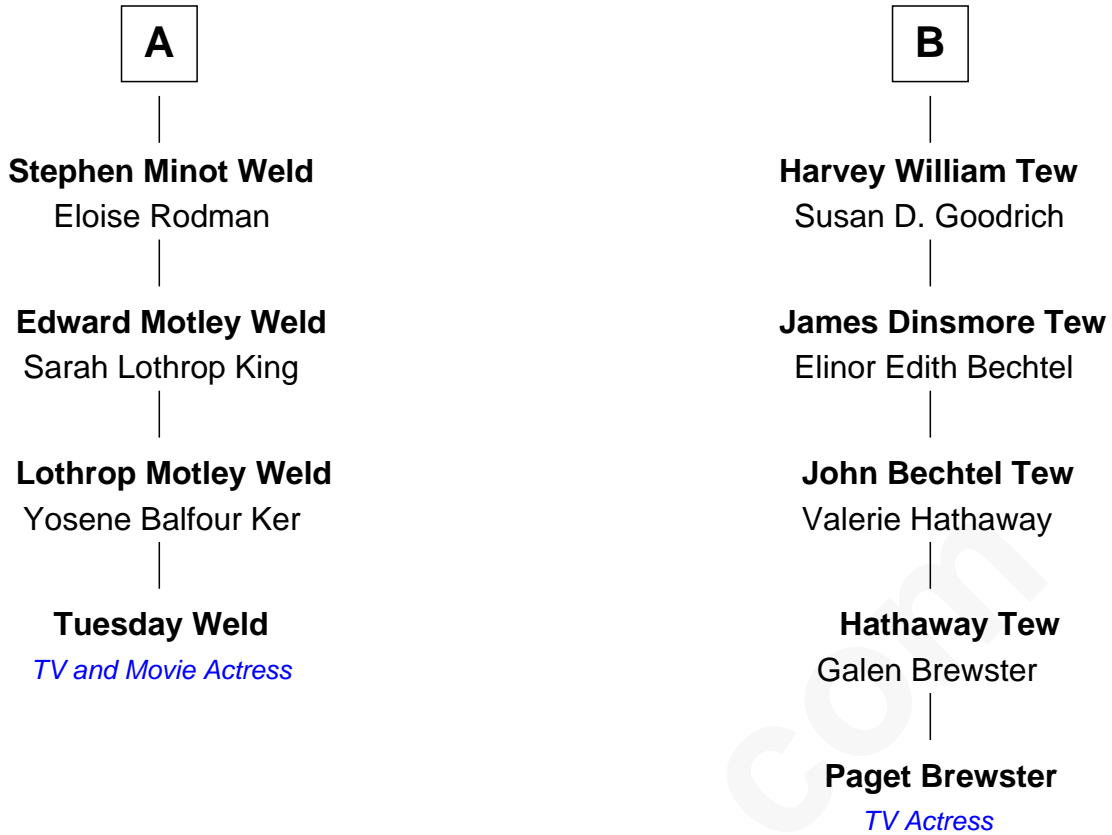 A
Stephen Minot Weld
Eloise Rodman
Edward Motley Weld
Sarah Lothrop King
Lothrop Motley Weld
Yosene Balfour Ker
Tuesday Weld
TV and Movie Actress
B
Harvey William Tew
Susan D. Goodrich
James Dinsmore Tew
Elinor Edith Bechtel
John Bechtel Tew
Valerie Hathaway
Hathaway Tew
Galen Brewster
Paget Brewster
TV Actress
com